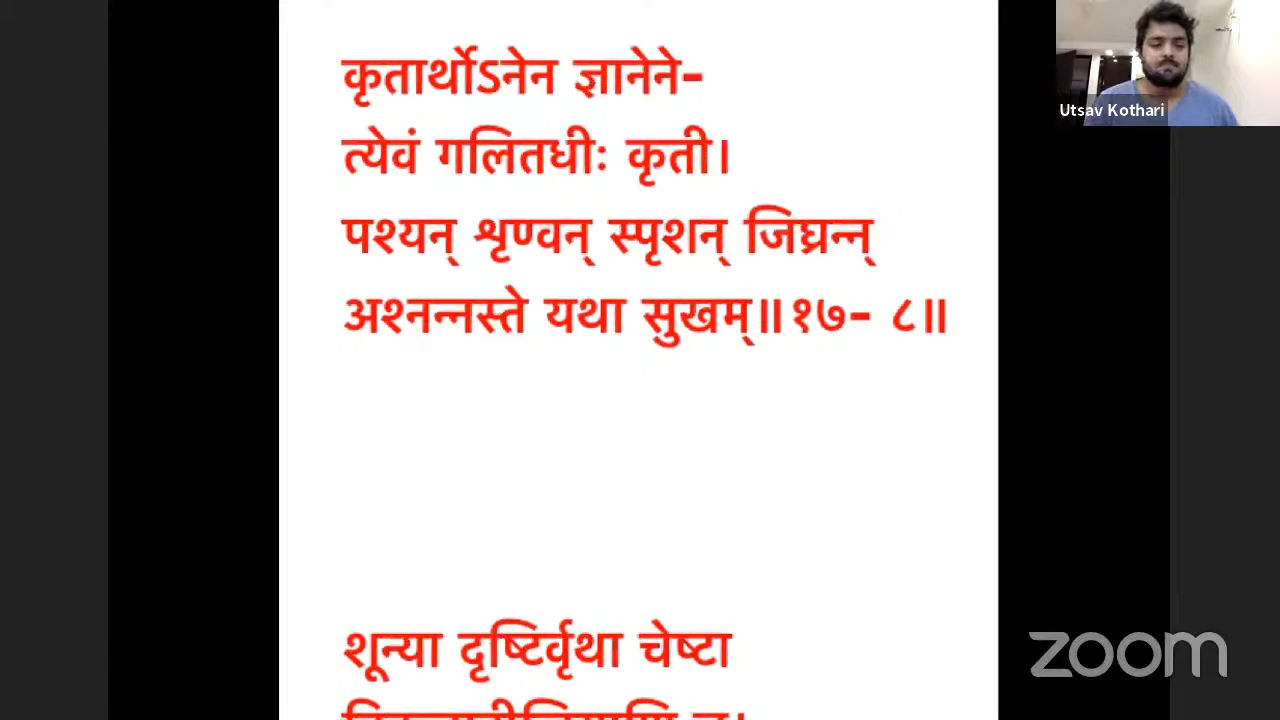 कृतार्थोऽनेन ज्ञानेने-
त्येवं गलितधीः कृती।
पश्यन् श‍ृण्वन् स्पृशन् जिघ्रन्न्
अश्नन्नस्ते यथा सुखम्॥१७- ८॥
शून्या दृष्टिर्वृथा चेष्टा
Utsav Kothari
zoom